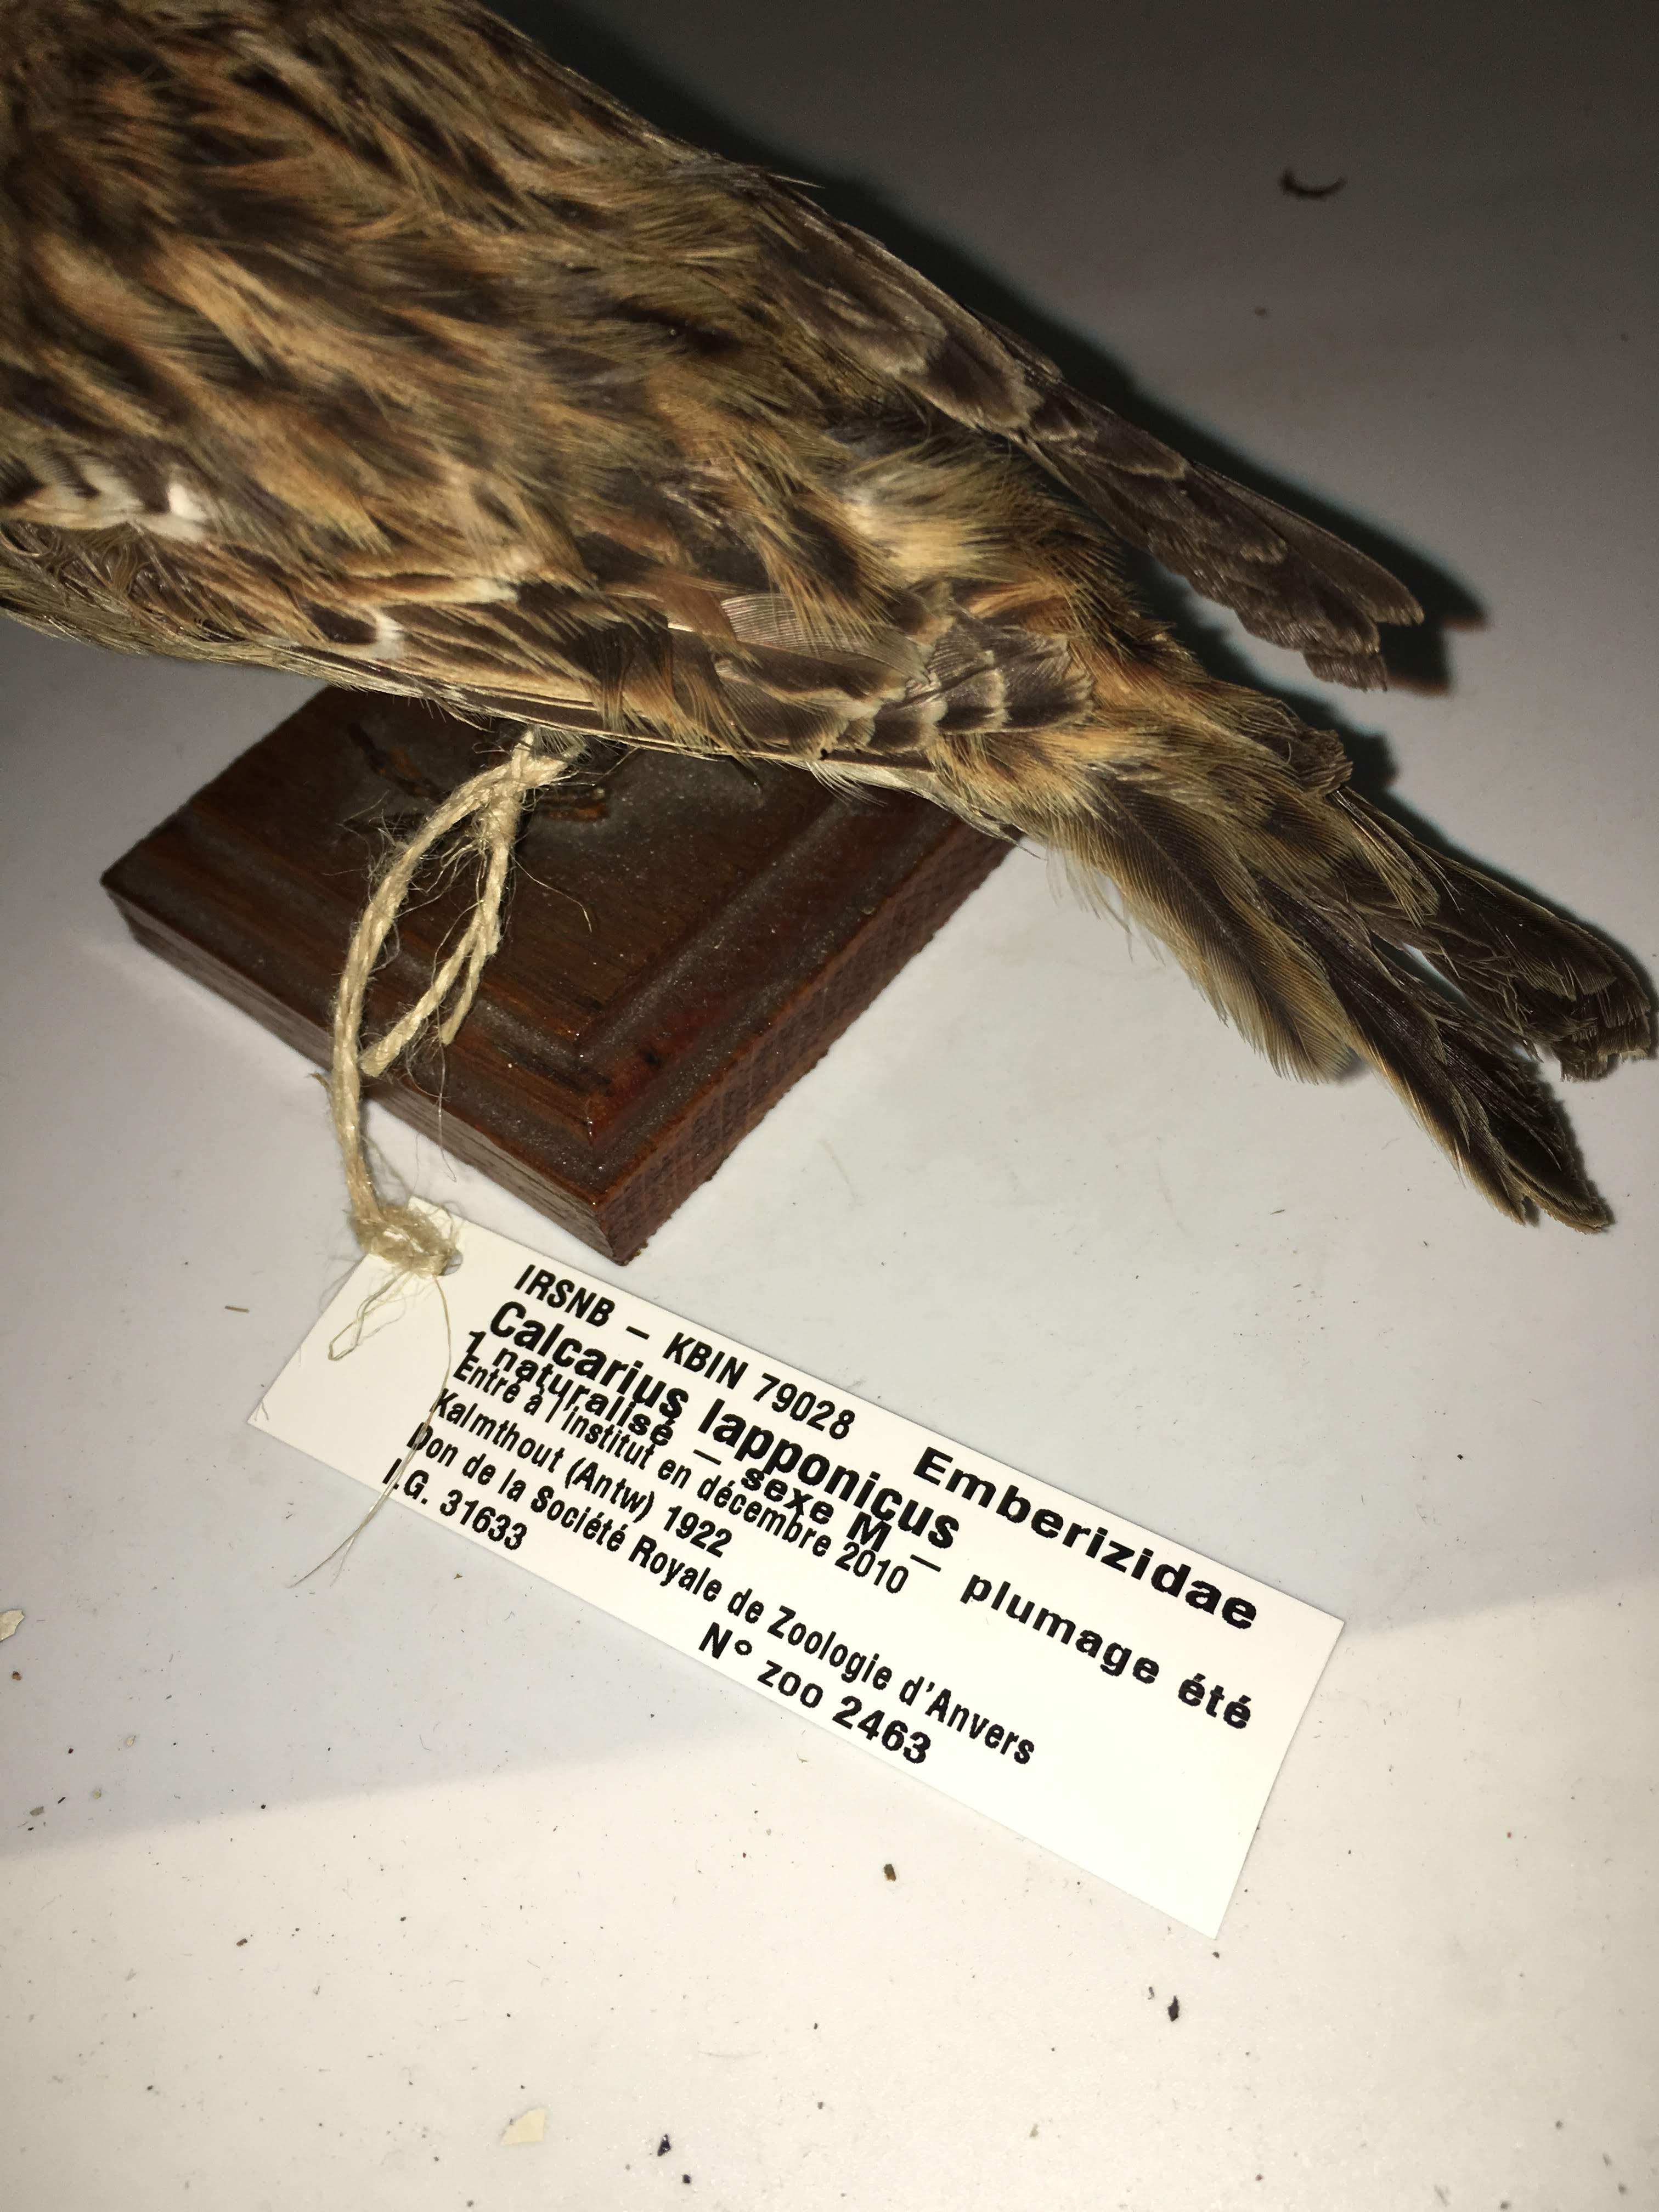 IRSNB – KBIN 79028 Emberizidae
Calcarius lapponicus
1 naturalisé – sexe M – plumage été
Entré à l'institut en décembre 2010
Kalmthout (Antw) 1922
Don de la Société Royale de Zoologie d'Anvers
I.G. 31633 N° zoo 2463